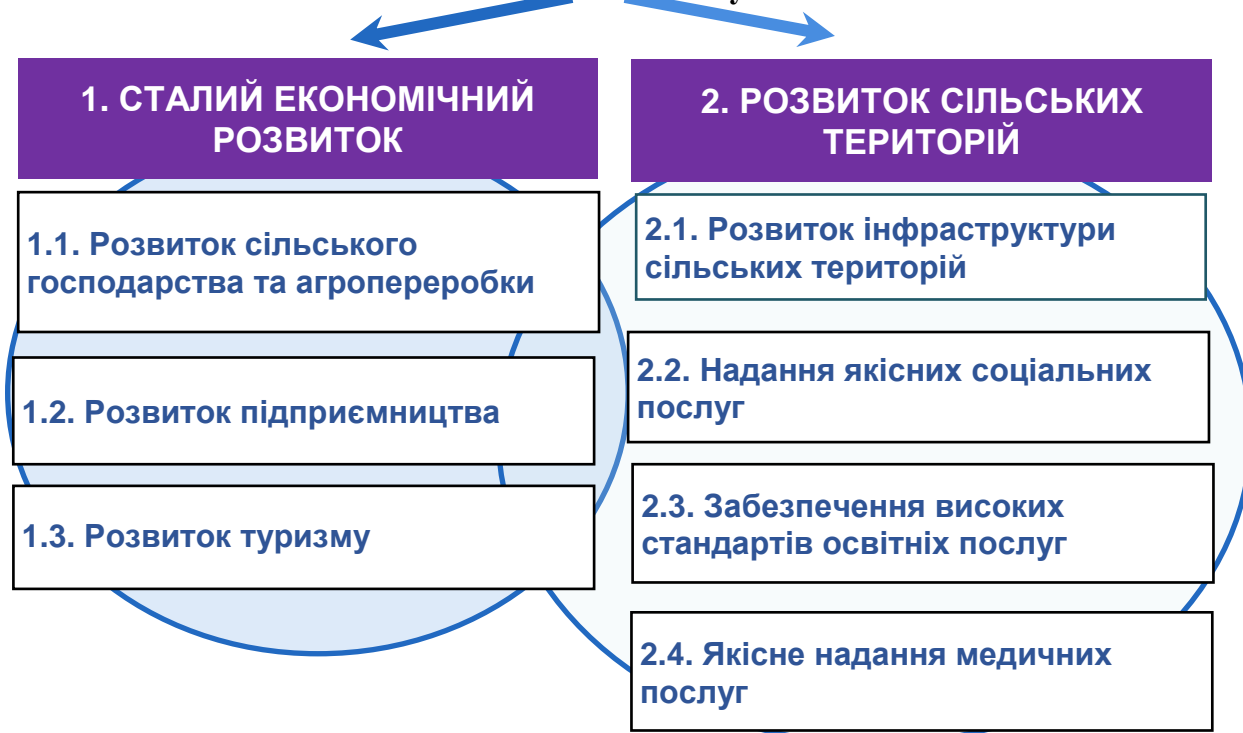 1. СТАЛИЙ ЕКОНОМІЧНИЙ
РОЗВИТОК
1.1. Розвиток сільського
господарства та агропереробки
1.2. Розвиток підприємництва
1.3. Розвиток туризму
2. РОЗВИТОК СІЛЬСЬКИХ
ТЕРИТОРІЙ
2.1. Розвиток інфраструктури
сільських територій
2.2. Надання якісних соціальних
послуг
2.3. Забезпечення високих
стандартів освітніх послуг
2.4. Якісне надання медичних
послуг